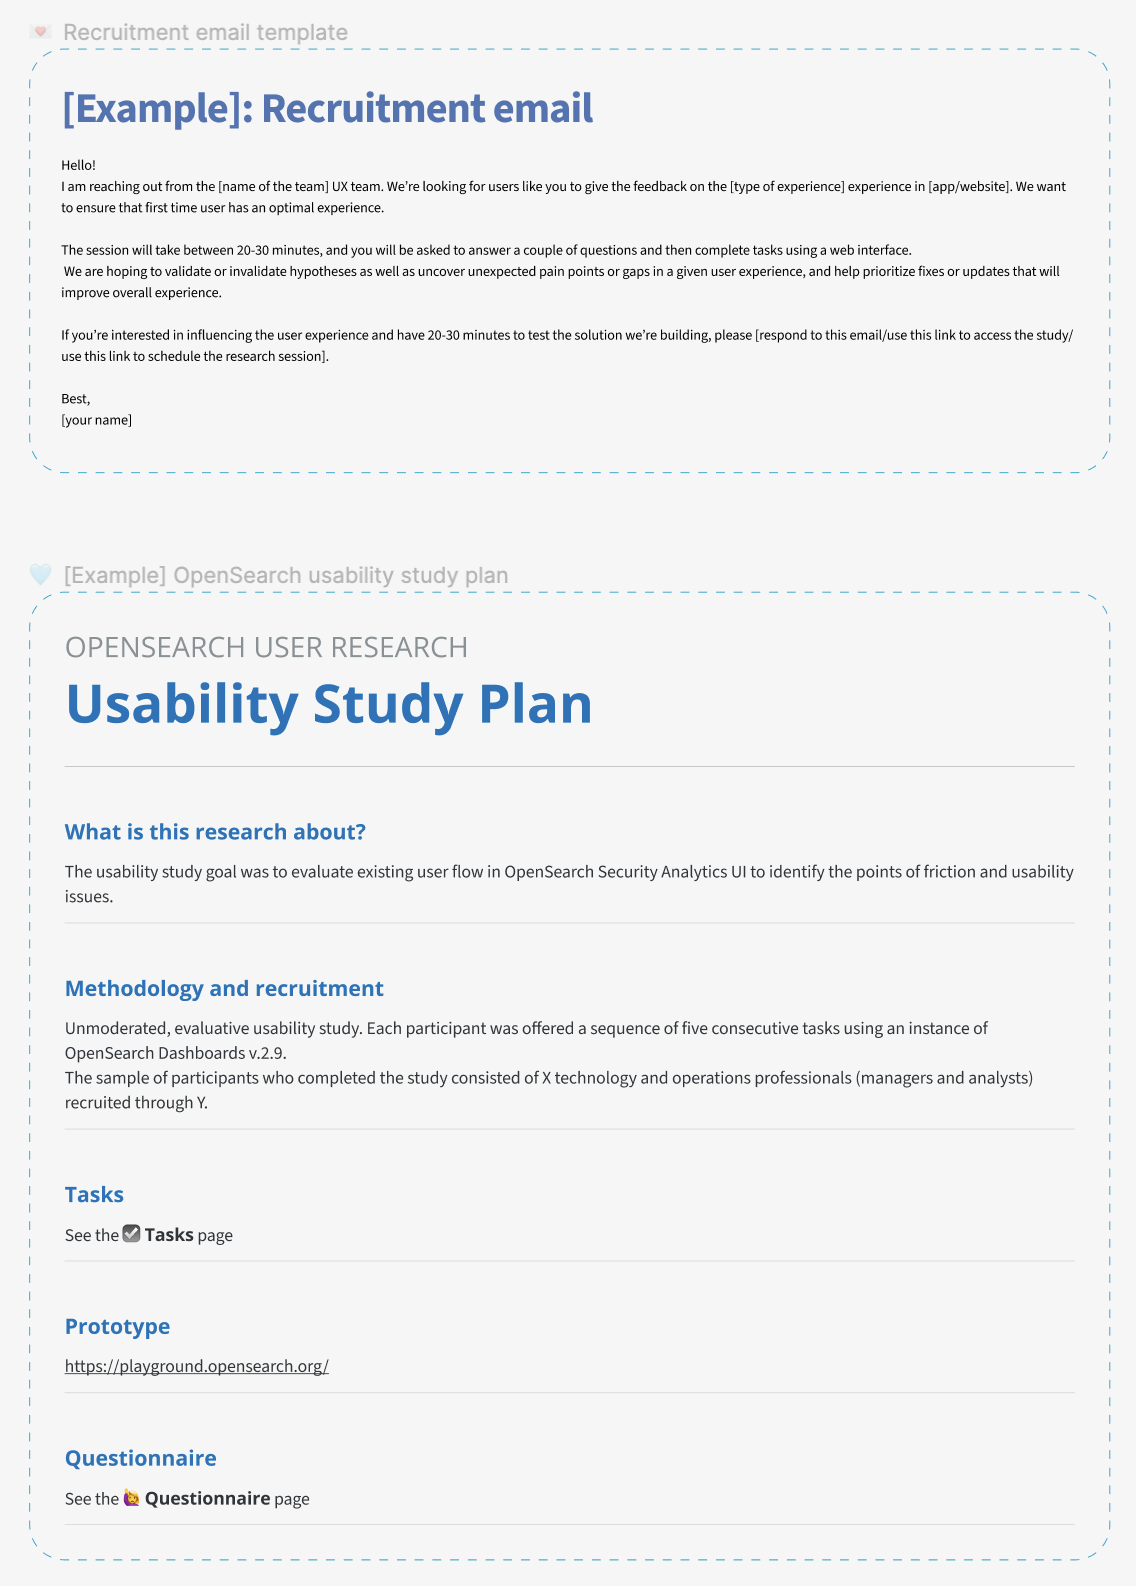 💌 Recruitment email template
[Example]: Recruitment email
Hello!
I am reaching out from the [name of the team] UX team. We’re looking for users like you to give the feedback on the [type of experience] experience in [app/website]. We want
to ensure that first time user has an optimal experience.
The session will take between 20-30 minutes, and you will be asked to answer a couple of questions and then complete tasks using a web interface.
We are hoping to validate or invalidate hypotheses as well as uncover unexpected pain points or gaps in a given user experience, and help prioritize fixes or updates that will
improve overall experience.
If you’re interested in influencing the user experience and have 20-30 minutes to test the solution we’re building, please [respond to this email/use this link to access the study/
use this link to schedule the research session].
Best,
[your name]
🩵 [Example] OpenSearch usability study plan
OPENSEARCH USER RESEARCH
Usability Study Plan
What is this research about?
The usability study goal was to evaluate existing user flow in OpenSearch Security Analytics UI to identify the points of friction and usability
issues.
Methodology and recruitment
Unmoderated, evaluative usability study. Each participant was offered a sequence of five consecutive tasks using an instance of
OpenSearch Dashboards v.2.9.
The sample of participants who completed the study consisted of X technology and operations professionals (managers and analysts)
recruited through Y.
Tasks
See the ☑️ Tasks page
Prototype
https://playground.opensearch.org/
Questionnaire
See the 🙋 Questionnaire page